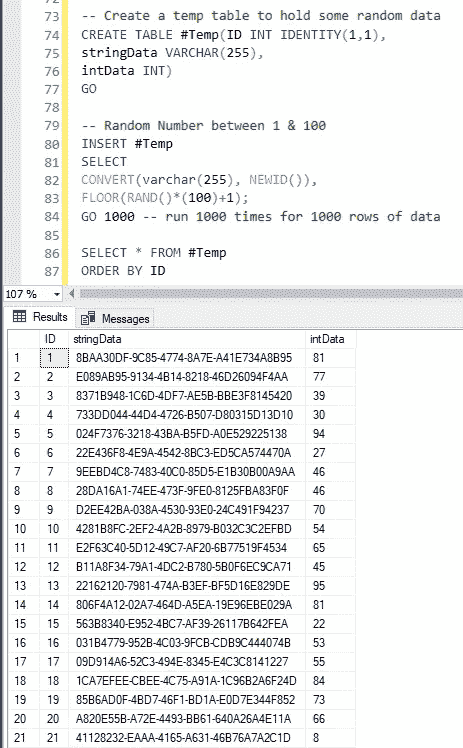 73 -- Create a temp table to hold some random data
74 CREATE TABLE #Temp(ID INT IDENTITY(1,1),
75 stringData VARCHAR(255),
76 intData INT)
77 GO
78
79 -- Random Number between 1 & 100
80 INSERT #Temp
81 SELECT
82 CONVERT(varchar(255), NEWID()),
83 FLOOR(RAND()*(100)+1);
84 GO 1000 -- run 1000 times for 1000 rows of data
85
86 SELECT * FROM #Temp
87 ORDER BY ID
107 %
Results Messages
ID stringData intData
1 1 8BAA30DF-9C85-4774-8A7E-A41E734A8B95 81
2 2 E089AB95-9134-4B14-8218-46D26094F4AA 77
3 3 8371B948-1C6D-4DF7-AE5B-BBE3F8145420 39
4 4 733DD044-44D4-4726-B507-D80315D13D10 30
5 5 024F7376-3218-43BA-B5FD-A0E529225138 94
6 6 22E436F8-4E9A-4542-8BC3-ED5CA574470A 27
7 7 9EEBD4C8-7483-40C0-85D5-E1B30B00A9AA 46
8 8 28DA16A1-74EE-473F-9FE0-8125FBA83F0F 46
9 9 D2EE42BA-038A-4530-93E0-24C491F94237 70
10 10 4281B8FC-2EF2-4A2B-8979-B032C3C2EFBD 54
11 11 E2F63C40-5D12-49C7-AF20-6B77519F4534 65
12 12 B11A8F34-79A1-4DC2-B780-5B0F6EC9CA71 45
13 13 22162120-7981-474A-B3EF-BF5D16E829DE 95
14 14 806F4A12-02A7-464D-A5EA-19E96EBE029A 81
15 15 563B8340-E952-4BC7-AF39-26117B642FEA 22
16 16 031B4779-952B-4C03-9FCB-CDB9C444074B 53
17 17 09D914A6-52C3-494E-8345-E4C3C8141227 55
18 18 1CA7EFEE-CBEE-4C75-A91A-1C96B2A6F24D 84
19 19 85B6AD0F-4BD7-46F1-BD1A-E0D7E344F852 73
20 20 A820E55B-A72E-4493-BB61-640A26A4E11A 66
21 21 41128232-EAAA-4165-A631-46B76A7A2C1D 8